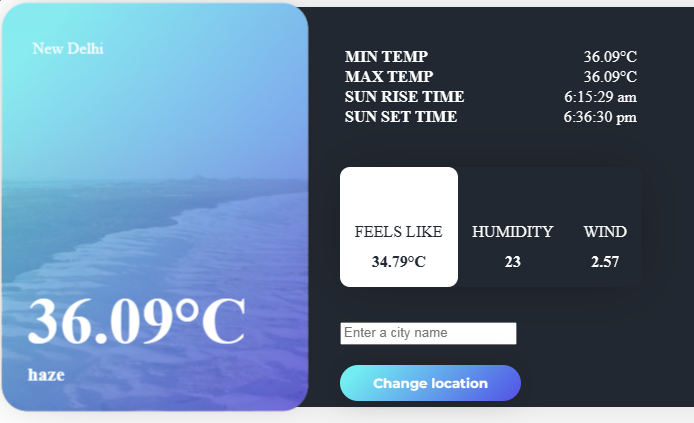 New Delhi
36.09°C
haze
MIN TEMP 36.09°C
MAX TEMP 36.09°C
SUN RISE TIME 6:15:29 am
SUN SET TIME 6:36:30 pm
FEELS LIKE HUMIDITY WIND
34.79°C 23 2.57
Enter a city name
Change location